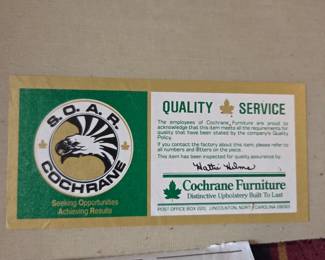 S.O.A.R.
COCHRANE
Seeking Opportunities
Achieving Results
QUALITY SERVICE
The employees of Cochrane Furniture are proud to
acknowledge that this item meets all the requirements for
quality that have been stated by the company's Quality
Policy.
If you contact the factory about this item, please refer to
all numbers and letters on the piece.
This item has been inspected for quality assurance by:
Hattie Helms
Cochrane Furniture
Distinctive Upholstery Built To Last
POST OFFICE BOX LINCOLNTON, NORTH CAROLINA 28093